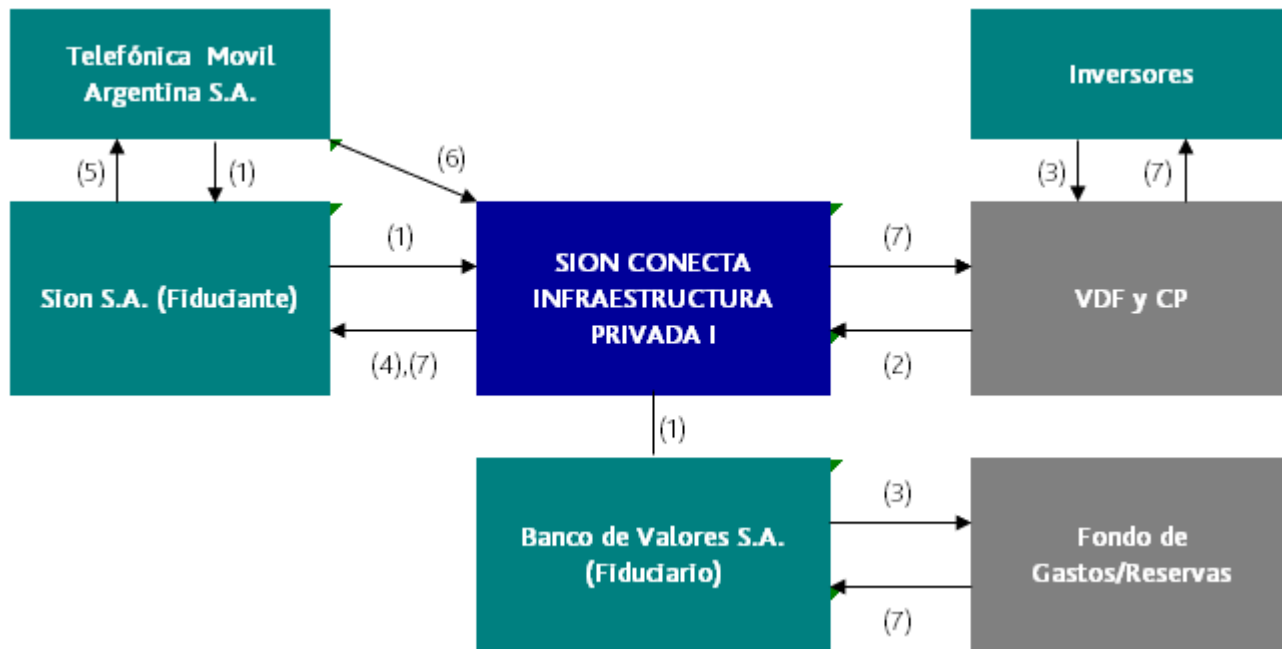 Telefónica Movil
Argentina S.A.
Inversores
(5)
(1)
(6)
(3)
(7)
Sion S.A. (Fiduciante)
(1)
(4),(7)
SION CONECTA
INFRAESTRUCTURA
PRIVADA I
(7)
(2)
VDF y CP
(1)
Banco de Valores S.A.
(Fiduciario)
(3)
(7)
Fondo de
Gastos/Reservas